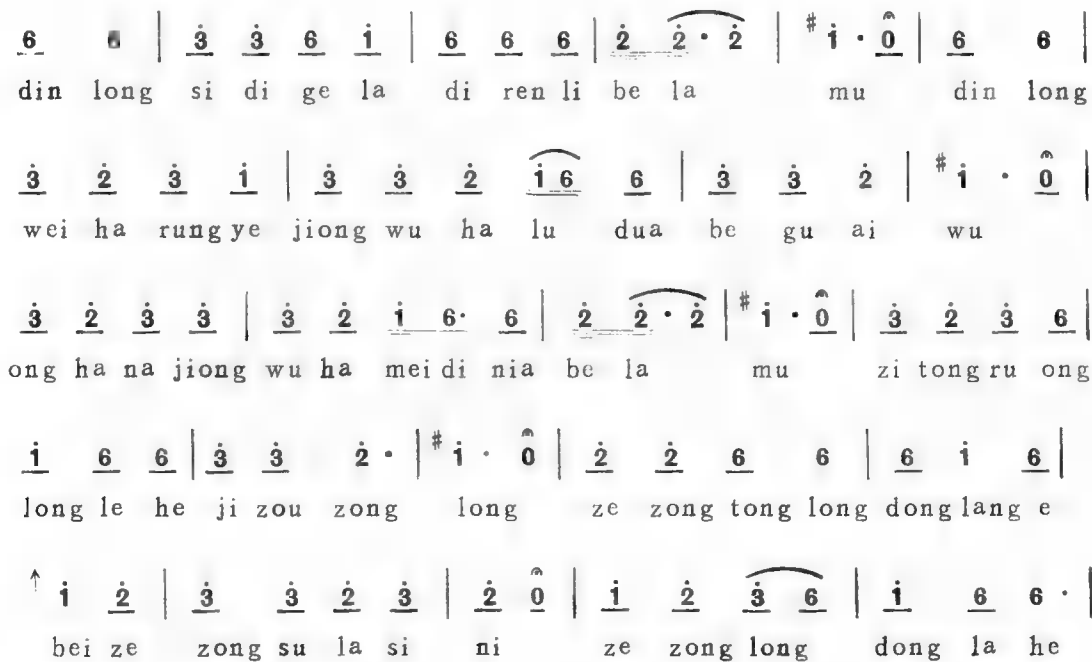 6 6 | 3̇ 3̇ 6 1̇ | 6 6 6 | 2̇ 2̇ · 2̇ | #1̇ · 0 | 6 6 |
din long si di ge la di ren li be la mu din long
3̇ 2̇ 3̇ 1̇ | 3̇ 3̇ 2̇ 1̇ 6 6 | 3̇ 3̇ 2̇ | #1̇ · 0 |
wei ha rung ye jiong wu ha lu dua be gu ai wu
3̇ 2̇ 3̇ 3̇ | 3̇ 2̇ 1̇ 6· 6 | 2̇ 2̇ · 2̇ | #1̇ · 0 | 3̇ 2̇ 3̇ 6 |
ong ha na jiong wu ha mei di nia be la mu zi tong ru ong
1̇ 6 6 | 3̇ 3̇ 2̇ · | #1̇ · 0 | 2̇ 2̇ 6 6 | 6 1̇ 6 |
long le he ji zou zong long ze zong tong long dong lang e
↑1̇ 2̇ | 3̇ 3̇ 2̇ 3̇ | 2̇ 0 | 1̇ 2̇ 3̇ 6 | 1̇ 6 6 ·
bei ze zong su la si ni ze zong long dong la he